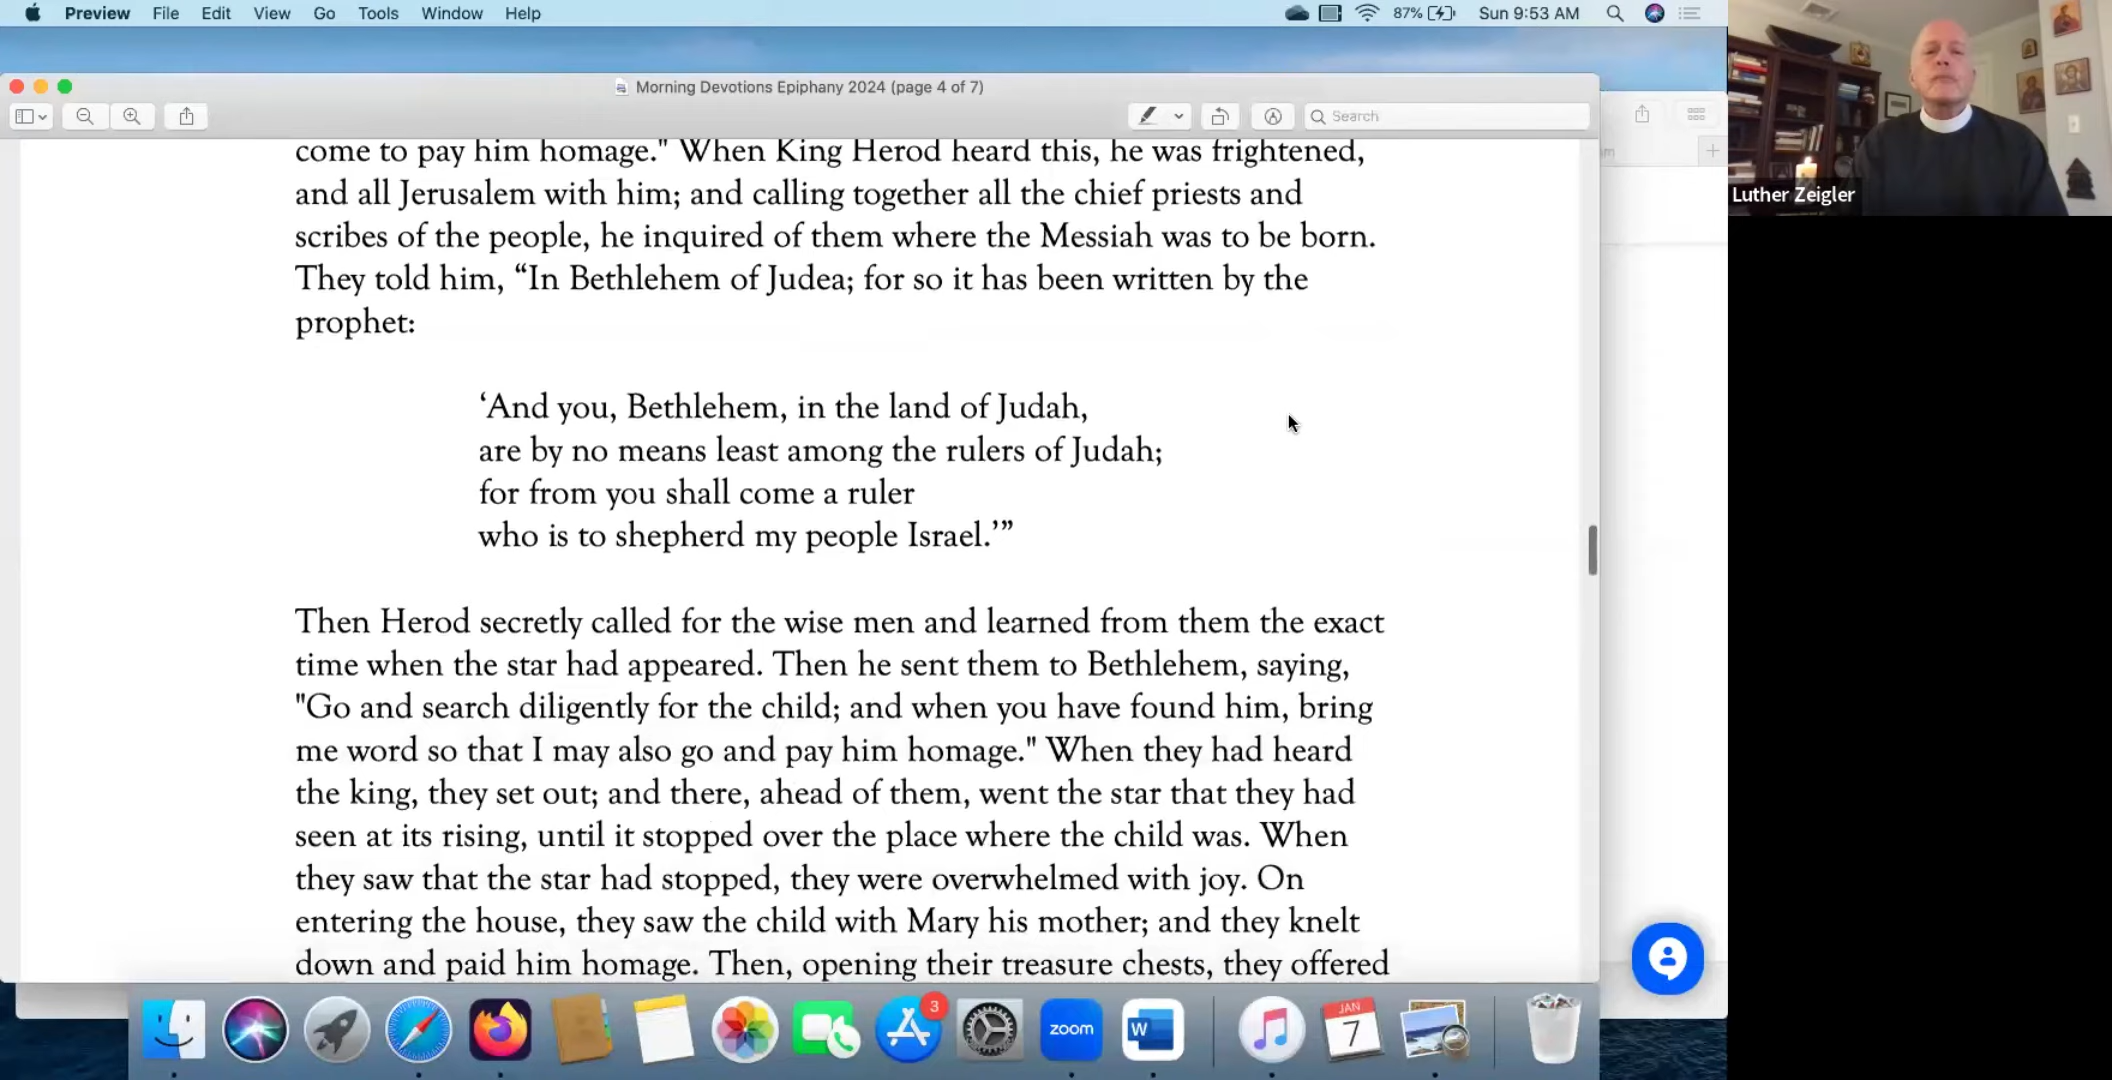 Preview File Edit View Go Tools Window Help
87% Sun 9:53 AM
Morning Devotions Epiphany 2024 (page 4 of 7)
Search
Luther Zeigler
come to pay him homage." When King Herod heard this, he was frightened,
and all Jerusalem with him; and calling together all the chief priests and
scribes of the people, he inquired of them where the Messiah was to be born.
They told him, “In Bethlehem of Judea; for so it has been written by the
prophet:
‘And you, Bethlehem, in the land of Judah,
are by no means least among the rulers of Judah;
for from you shall come a ruler
who is to shepherd my people Israel.’”
Then Herod secretly called for the wise men and learned from them the exact
time when the star had appeared. Then he sent them to Bethlehem, saying,
"Go and search diligently for the child; and when you have found him, bring
me word so that I may also go and pay him homage." When they had heard
the king, they set out; and there, ahead of them, went the star that they had
seen at its rising, until it stopped over the place where the child was. When
they saw that the star had stopped, they were overwhelmed with joy. On
entering the house, they saw the child with Mary his mother; and they knelt
down and paid him homage. Then, opening their treasure chests, they offered
3
zoom
W
JAN
7